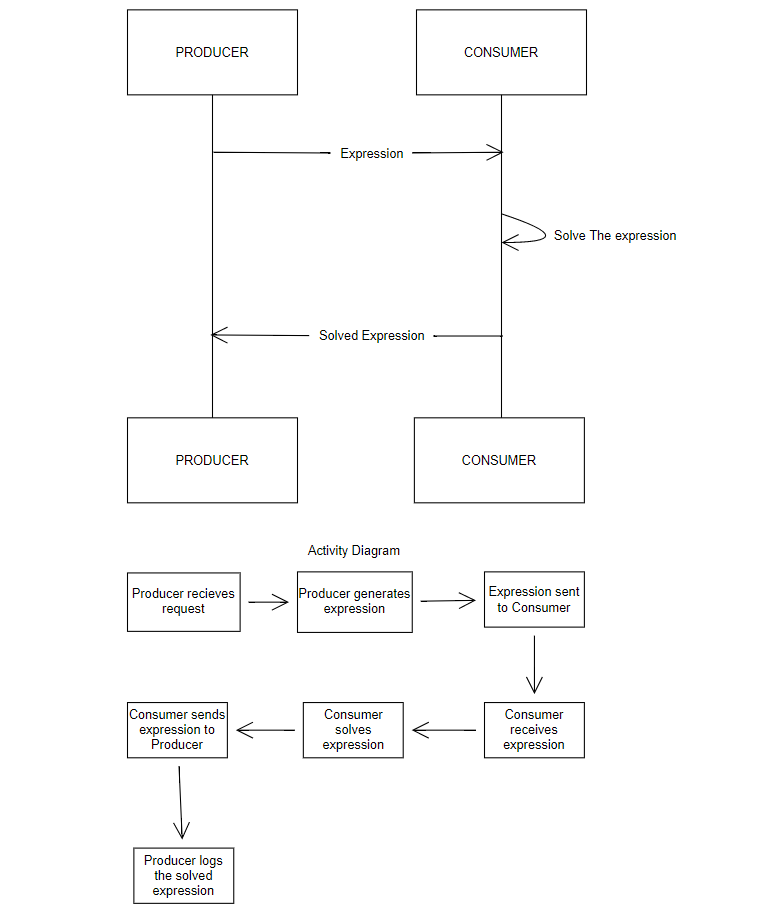 PRODUCER
CONSUMER
Expression
Solve The expression
Solved Expression
PRODUCER
CONSUMER
Activity Diagram
Producer recieves
request
Producer generates
expression
Expression sent
to Consumer
Consumer sends
expression to
Producer
Consumer
solves
expression
Consumer
receives
expression
Producer logs
the solved
expression